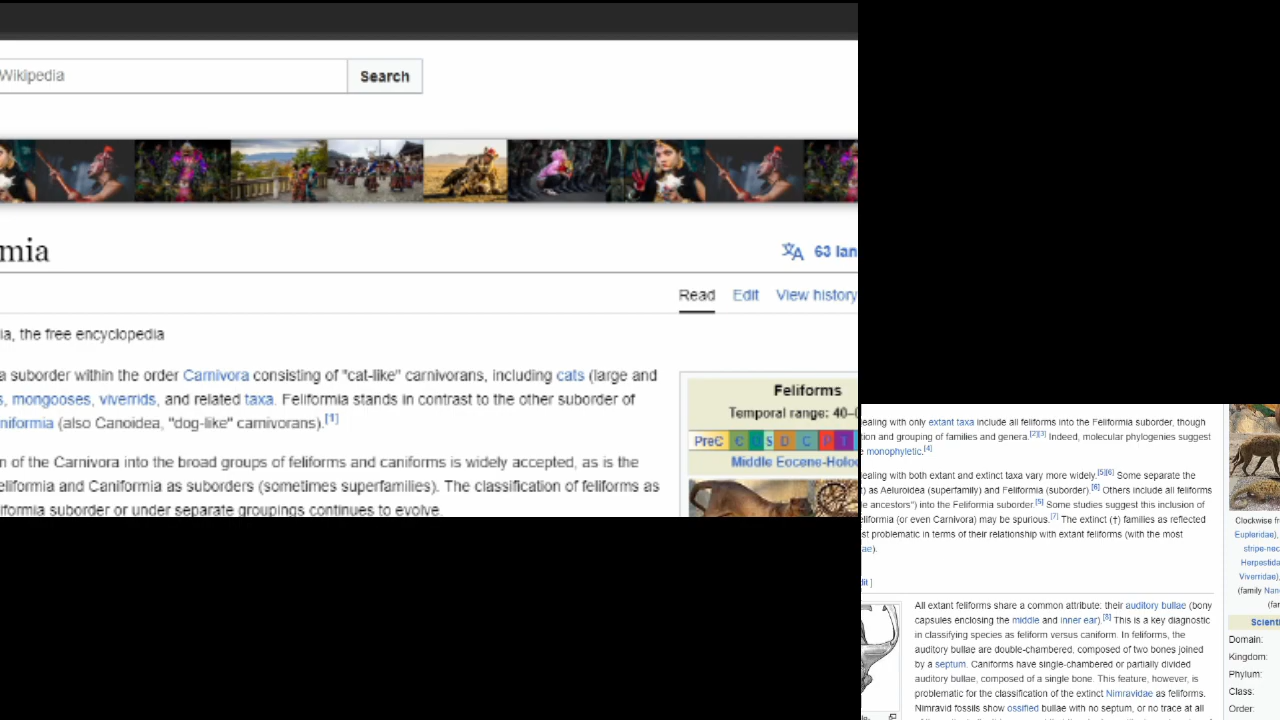 Wikipedia
Search
mia
63 lan
Read Edit View history
ia, the free encyclopedia
a suborder within the order Carnivora consisting of "cat-like" carnivorans, including cats (large and
s, mongooses, viverrids, and related taxa. Feliformia stands in contrast to the other suborder of
niformia (also Canoidea, "dog-like" carnivorans).[1]
n of the Carnivora into the broad groups of feliforms and caniforms is widely accepted, as is the
eliformia and Caniformia as suborders (sometimes superfamilies). The classification of feliforms as
iformia suborder or under separate groupings continues to evolve.
Feliforms
Temporal range: 40–0
PreꞒ Ꞓ O S D C P T
Middle Eocene-Holoc
ealing with only extant taxa include all feliforms into the Feliformia suborder, though
tion and grouping of families and genera.[2][3] Indeed, molecular phylogenies suggest
e monophyletic.[4]
ealing with both extant and extinct taxa vary more widely.[5][6] Some separate the
t) as Aeluroidea (superfamily) and Feliformia (suborder).[6] Others include all feliforms
e ancestors") into the Feliformia suborder.[5] Some studies suggest this inclusion of
eliformia (or even Carnivora) may be spurious.[7] The extinct (†) families as reflected
st problematic in terms of their relationship with extant feliforms (with the most
ae).
dit ]
All extant feliforms share a common attribute: their auditory bullae (bony
capsules enclosing the middle and inner ear).[8] This is a key diagnostic
in classifying species as feliform versus caniform. In feliforms, the
auditory bullae are double-chambered, composed of two bones joined
by a septum. Caniforms have single-chambered or partially divided
auditory bullae, composed of a single bone. This feature, however, is
problematic for the classification of the extinct Nimravidae as feliforms.
Nimravid fossils show ossified bullae with no septum, or no trace at all
Clockwise fr
Eupleridae),
stripe-nec
Herpestida
Viverridae),
(family Nan
(fan
Scienti
Domain:
Kingdom:
Phylum:
Class:
Order: